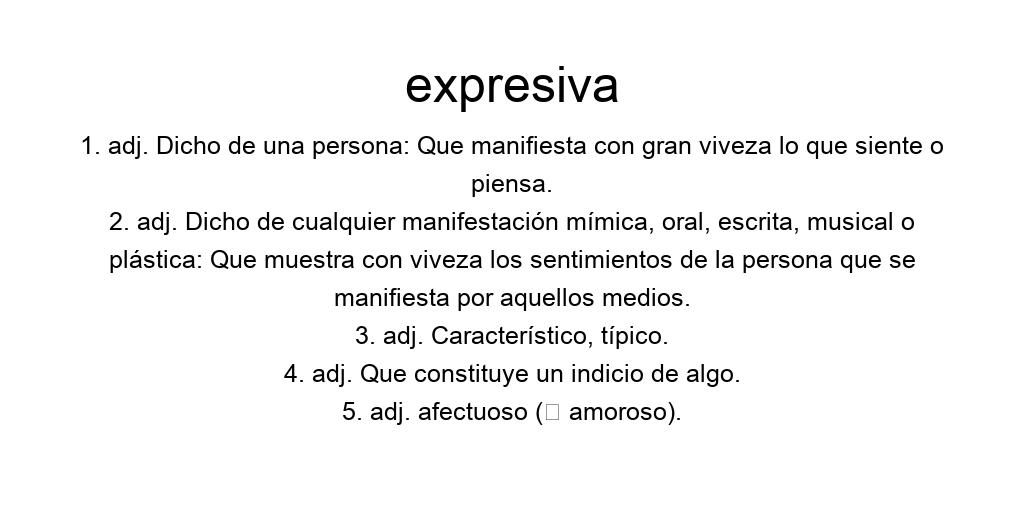 expresiva
1. adj. Dicho de una persona: Que manifiesta con gran viveza lo que siente o
piensa.
2. adj. Dicho de cualquier manifestación mímica, oral, escrita, musical o
plástica: Que muestra con viveza los sentimientos de la persona que se
manifiesta por aquellos medios.
3. adj. Característico, típico.
4. adj. Que constituye un indicio de algo.
5. adj. afectuoso (□ amoroso).